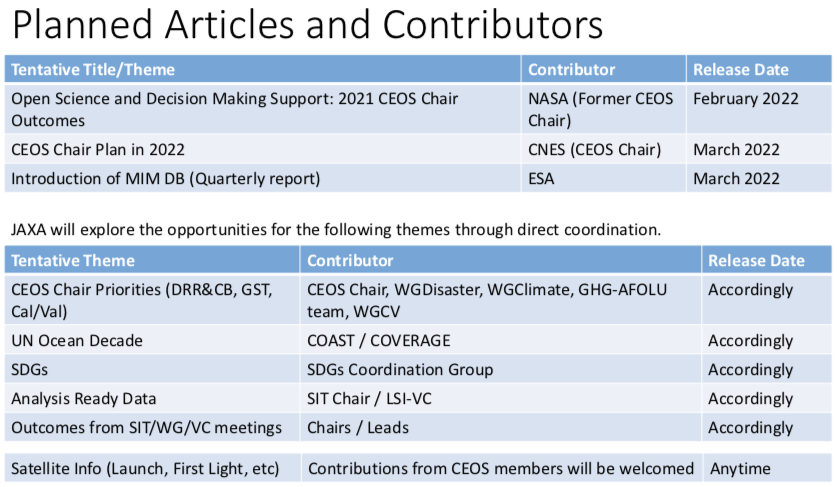 Planned Articles and Contributors
Tentative Title/Theme Contributor Release Date
Open Science and Decision Making Support: 2021 CEOS Chair NASA (Former CEOS February 2022
Outcomes Chair)
CEOS Chair Plan in 2022 CNES (CEOS Chair) March 2022
Introduction of MIM DB (Quarterly report) ESA March 2022
JAXA will explore the opportunities for the following themes through direct coordination.
Tentative Theme Contributor Release Date
CEOS Chair Priorities (DRR&CB, GST, CEOS Chair, WGDisaster, WGClimate, GHG-AFOLU Accordingly
Cal/Val) team, WGCV
UN Ocean Decade COAST / COVERAGE Accordingly
SDGs SDGs Coordination Group Accordingly
Analysis Ready Data SIT Chair / LSI-VC Accordingly
Outcomes from SIT/WG/VC meetings Chairs / Leads Accordingly
Satellite Info (Launch, First Light, etc) Contributions from CEOS members will be welcomed Anytime